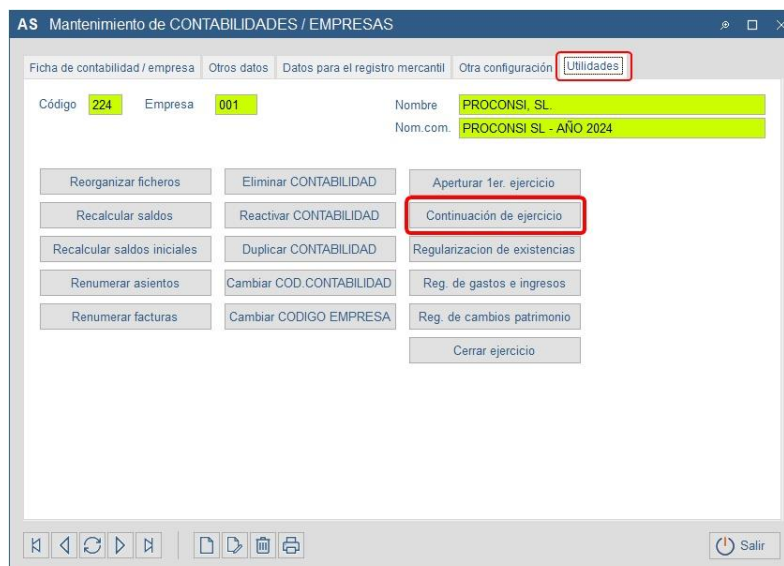 AS Mantenimiento de CONTABILIDADES / EMPRESAS
Ficha de contabilidad / empresa Otros datos Datos para el registro mercantil Otra configuración Utilidades
Código 224 Empresa 001 Nombre PROCONSI, SL.
Nom.com. PROCONSI SL - AÑO 2024
Reorganizar ficheros Eliminar CONTABILIDAD Aperturar 1er. ejercicio
Recalcular saldos Reactivar CONTABILIDAD Continuación de ejercicio
Recalcular saldos iniciales Duplicar CONTABILIDAD Regularizacion de existencias
Renumerar asientos Cambiar COD.CONTABILIDAD Reg. de gastos e ingresos
Renumerar facturas Cambiar CODIGO EMPRESA Reg. de cambios patrimonio
Cerrar ejercicio
Salir